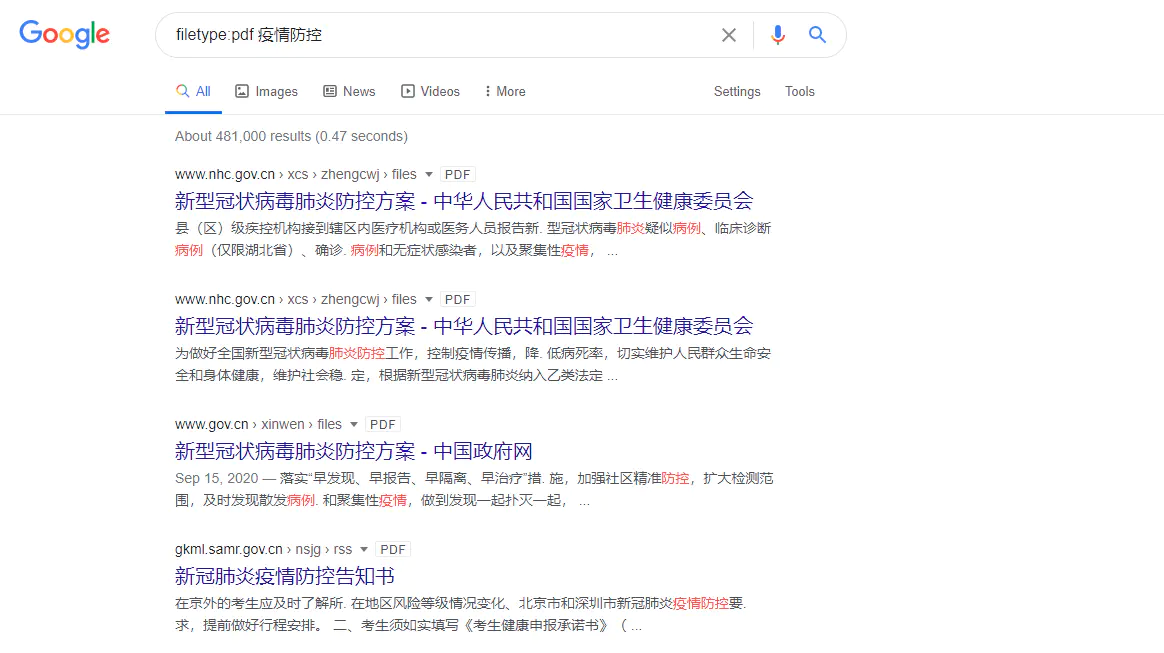 Google
filetype:pdf 疫情防控
All Images News Videos More Settings Tools
About 481,000 results (0.47 seconds)
www.nhc.gov.cn › xcs › zhengcwj › files PDF
新型冠状病毒肺炎防控方案 - 中华人民共和国国家卫生健康委员会
县（区）级疾控机构接到辖区内医疗机构或医务人员报告新. 型冠状病毒肺炎疑似病例、临床诊断
病例（仅限湖北省）、确诊. 病例和无症状感染者，以及聚集性疫情， ...
www.nhc.gov.cn › xcs › zhengcwj › files PDF
新型冠状病毒肺炎防控方案 - 中华人民共和国国家卫生健康委员会
为做好全国新型冠状病毒肺炎防控工作，控制疫情传播，降. 低病死率，切实维护人民群众生命安
全和身体健康，维护社会稳. 定，根据新型冠状病毒肺炎纳入乙类法定 ...
www.gov.cn › xinwen › files PDF
新型冠状病毒肺炎防控方案 - 中国政府网
Sep 15, 2020 — 落实“早发现、早报告、早隔离、早治疗”措. 施，加强社区精准防控，扩大检测范
围，及时发现散发病例. 和聚集性疫情，做到发现一起扑灭一起， ...
gkml.samr.gov.cn › nsjg › rss PDF
新冠肺炎疫情防控告知书
在京外的考生应及时了解所. 在地区风险等级情况变化、北京市和深圳市新冠肺炎疫情防控要.
求，提前做好行程安排。 二、考生须如实填写《考生健康申报承诺书》（ ...